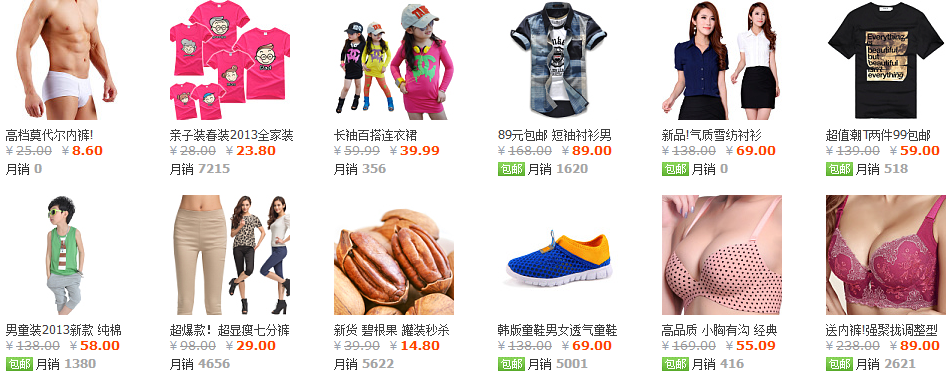 Everything
is
beautiful
but
beautiful
isn't
everything
高档莫代尔内裤!
¥25.00 ¥8.60
月销 0
亲子装春装2013全家装
¥28.00 ¥23.80
月销 7215
长袖百搭连衣裙
¥59.99 ¥39.99
月销 356
89元包邮 短袖衬衫男
¥168.00 ¥89.00
包邮 月销 1620
新品!气质雪纺衬衫
¥138.00 ¥69.00
包邮 月销 0
超值潮T两件99包邮
¥139.00 ¥59.00
包邮 月销 518
男童装2013新款 纯棉
¥138.00 ¥58.00
包邮 月销 1380
超爆款！超显瘦七分裤
¥98.00 ¥29.00
月销 4656
新货 碧根果 罐装秒杀
¥39.90 ¥14.80
月销 5622
韩版童鞋男女透气童鞋
¥138.00 ¥69.00
包邮 月销 5001
高品质 小胸有沟 经典
¥169.00 ¥55.09
包邮 月销 416
送内裤!强聚拢调整型
¥238.00 ¥89.00
包邮 月销 2621